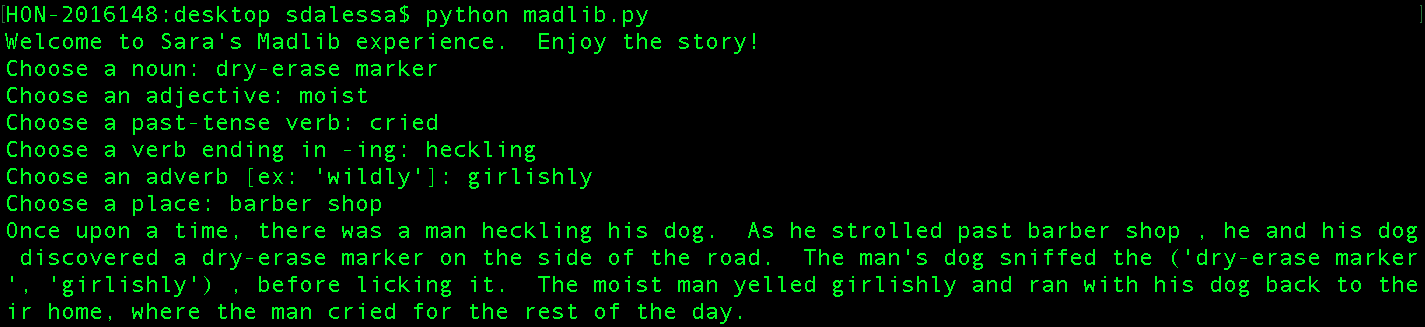 [HON-2016148:desktop sdalessa$ python madlib.py ]
Welcome to Sara's Madlib experience.  Enjoy the story!
Choose a noun: dry-erase marker
Choose an adjective: moist
Choose a past-tense verb: cried
Choose a verb ending in -ing: heckling
Choose an adverb [ex: 'wildly']: girlishly
Choose a place: barber shop
Once upon a time, there was a man heckling his dog.  As he strolled past barber shop , he and his dog
 discovered a dry-erase marker on the side of the road.  The man's dog sniffed the ('dry-erase marker
', 'girlishly') , before licking it.  The moist man yelled girlishly and ran with his dog back to the
ir home, where the man cried for the rest of the day.